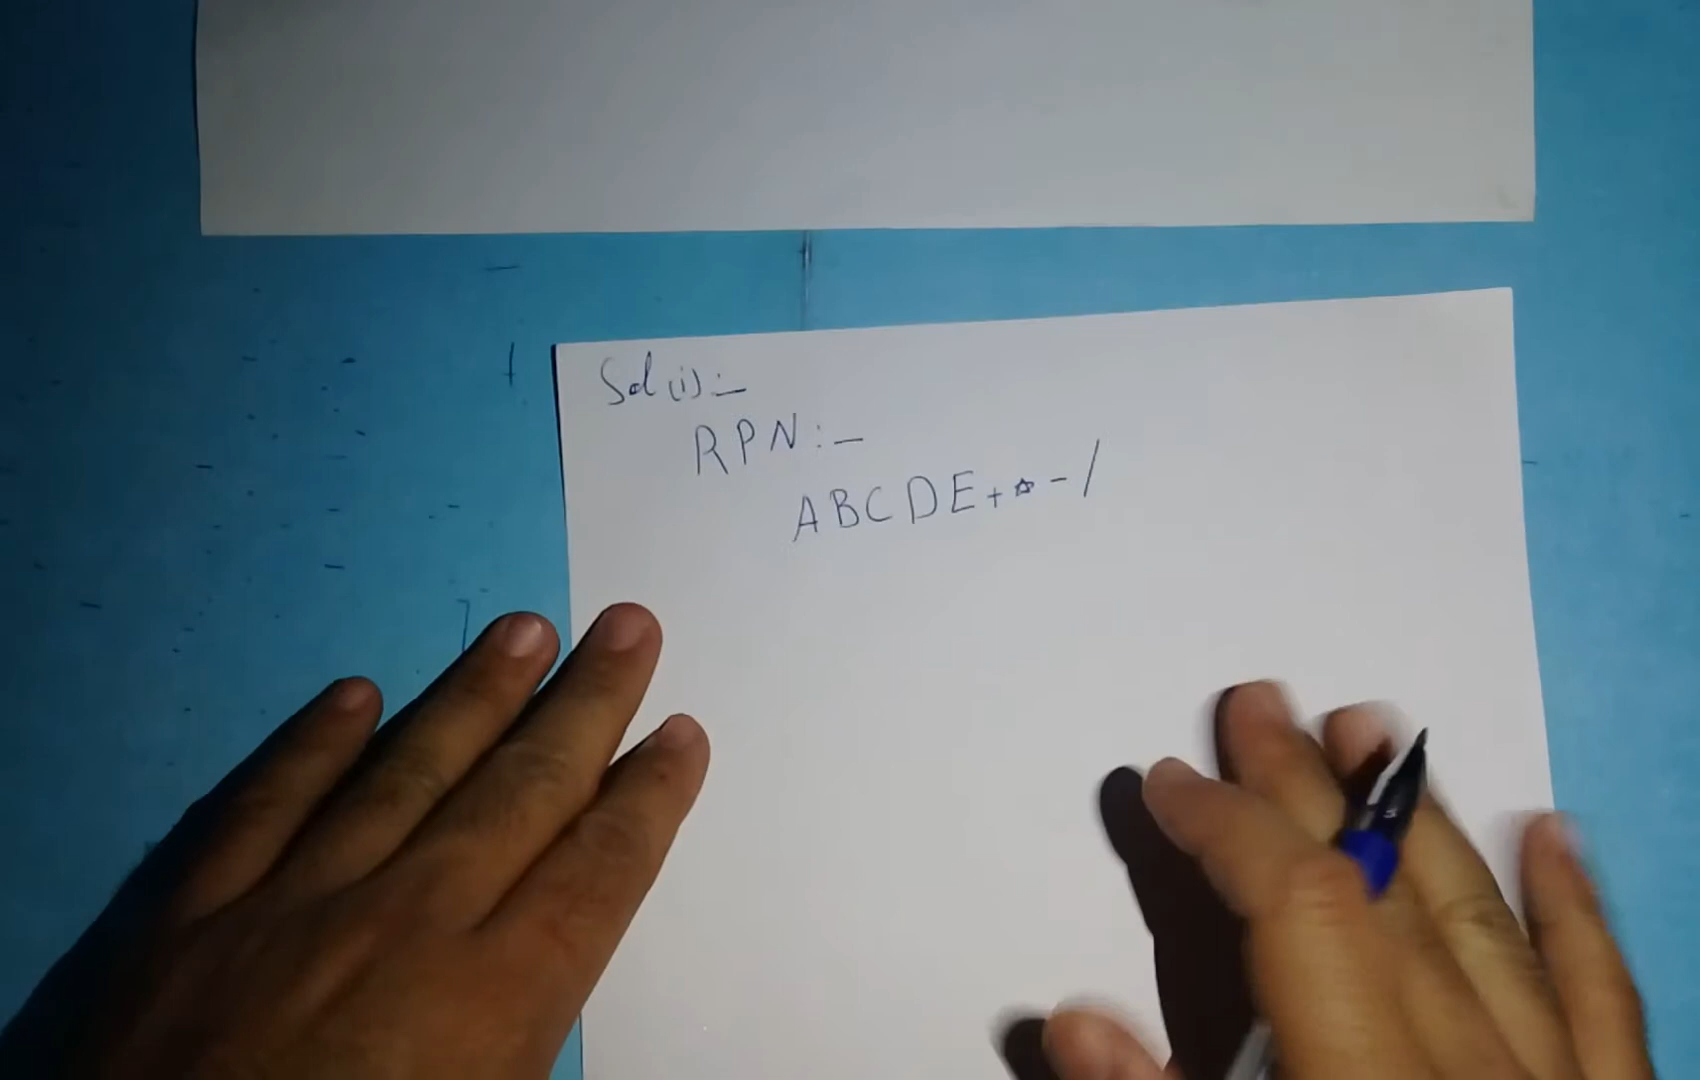 Sol (i) :-
RPN :-
ABCDE+*-/